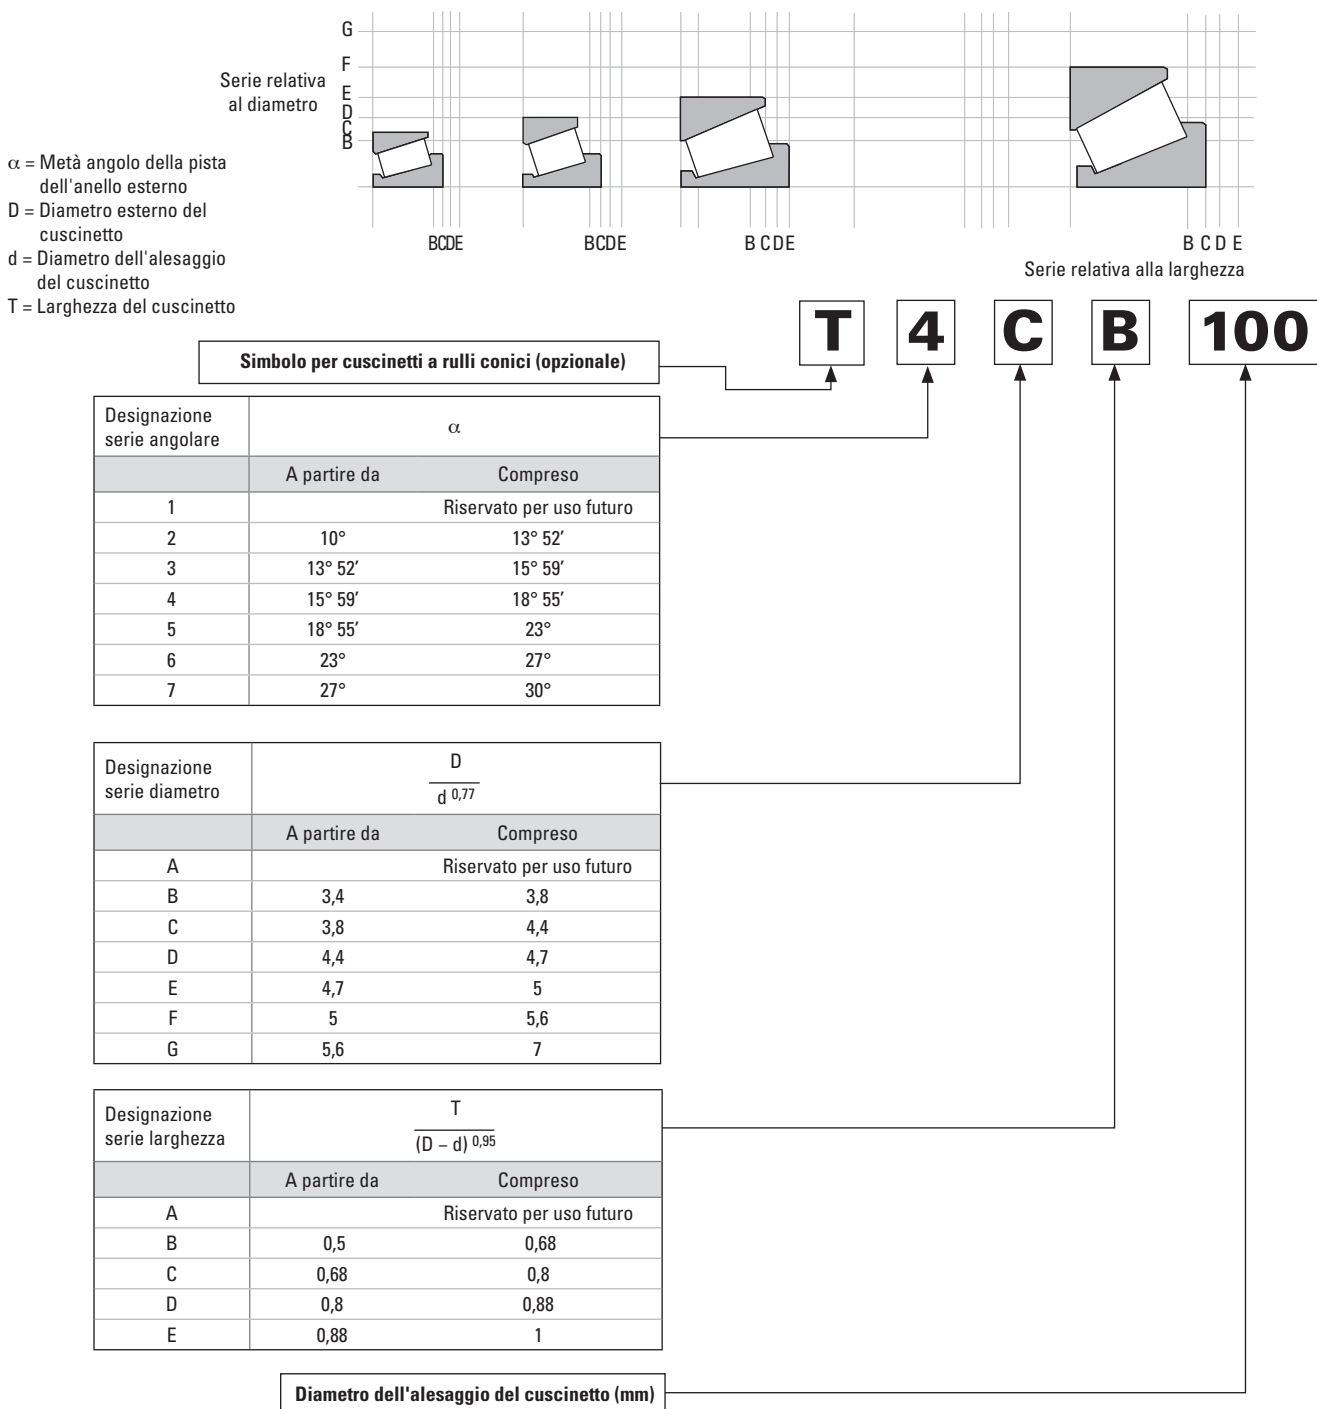 G
F
E
D
C
B
Serie relativa
al diametro
α = Metà angolo della pista
dell'anello esterno
D = Diametro esterno del
cuscinetto
d = Diametro dell'alesaggio
del cuscinetto
T = Larghezza del cuscinetto
BCDE BCDE B C D E B C D E
Serie relativa alla larghezza
T 4 C B 100
Simbolo per cuscinetti a rulli conici (opzionale)
Designazione
serie angolare
α
A partire da Compreso
1 Riservato per uso futuro
2 10° 13° 52′
3 13° 52′ 15° 59′
4 15° 59′ 18° 55′
5 18° 55′ 23°
6 23° 27°
7 27° 30°
Designazione
serie diametro
D
d 0,77
A partire da Compreso
A Riservato per uso futuro
B 3,4 3,8
C 3,8 4,4
D 4,4 4,7
E 4,7 5
F 5 5,6
G 5,6 7
Designazione
serie larghezza
T
(D – d) 0,95
A partire da Compreso
A Riservato per uso futuro
B 0,5 0,68
C 0,68 0,8
D 0,8 0,88
E 0,88 1
Diametro dell'alesaggio del cuscinetto (mm)